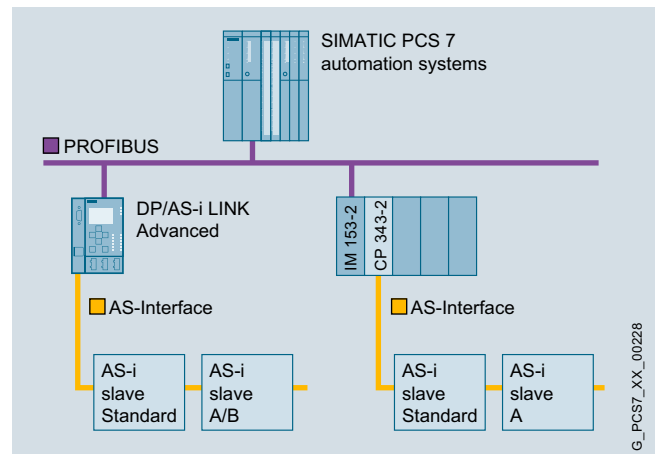 SIMATIC PCS 7
automation systems
PROFIBUS
DP/AS-i LINK
Advanced
IM 153-2
CP 343-2
AS-Interface
AS-Interface
AS-i
slave
Standard
AS-i
slave
A/B
AS-i
slave
Standard
AS-i
slave
A
G_PCS7_XX_00228